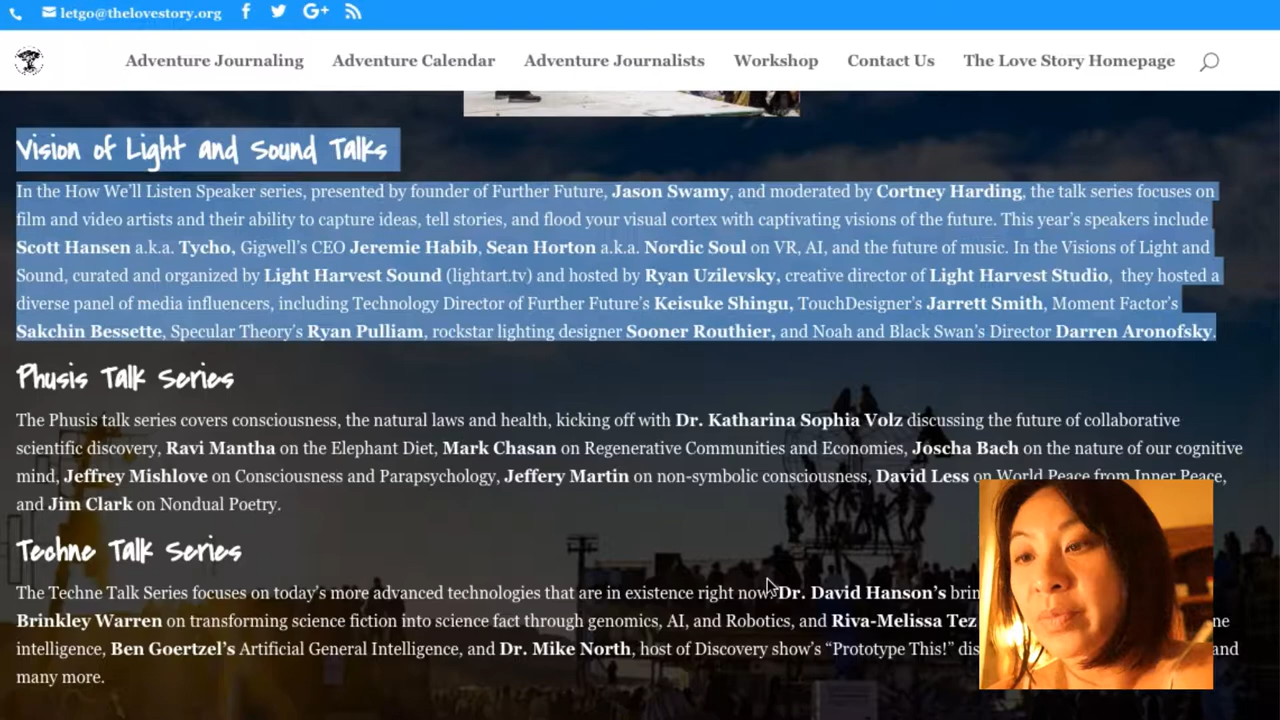 letgo@thelovestory.org
Adventure Journaling Adventure Calendar Adventure Journalists Workshop Contact Us The Love Story Homepage
Vision of Light and Sound Talks
In the How We'll Listen Speaker series, presented by founder of Further Future, Jason Swamy, and moderated by Cortney Harding, the talk series focuses on
film and video artists and their ability to capture ideas, tell stories, and flood your visual cortex with captivating visions of the future. This year's speakers include
Scott Hansen a.k.a. Tycho, Gigwell's CEO Jeremie Habib, Sean Horton a.k.a. Nordic Soul on VR, AI, and the future of music. In the Visions of Light and
Sound, curated and organized by Light Harvest Sound (lightart.tv) and hosted by Ryan Uzilevsky, creative director of Light Harvest Studio, they hosted a
diverse panel of media influencers, including Technology Director of Further Future's Keisuke Shingu, TouchDesigner's Jarrett Smith, Moment Factor's
Sakchin Bessette, Specular Theory's Ryan Pulliam, rockstar lighting designer Sooner Routhier, and Noah and Black Swan's Director Darren Aronofsky.
Phusis Talk Series
The Phusis talk series covers consciousness, the natural laws and health, kicking off with Dr. Katharina Sophia Volz discussing the future of collaborative
scientific discovery, Ravi Mantha on the Elephant Diet, Mark Chasan on Regenerative Communities and Economies, Joscha Bach on the nature of our cognitive
mind, Jeffrey Mishlove on Consciousness and Parapsychology, Jeffery Martin on non-symbolic consciousness, David Less on World Peace from Inner Peace,
and Jim Clark on Nondual Poetry.
Techne Talk Series
The Techne Talk Series focuses on today's more advanced technologies that are in existence right now. Dr. David Hanson's
Brinkley Warren on transforming science fiction into science fact through genomics, AI, and Robotics, and Riva-Melissa Tez
intelligence, Ben Goertzel's Artificial General Intelligence, and Dr. Mike North, host of Discovery show's "Prototype This!" and
many more.